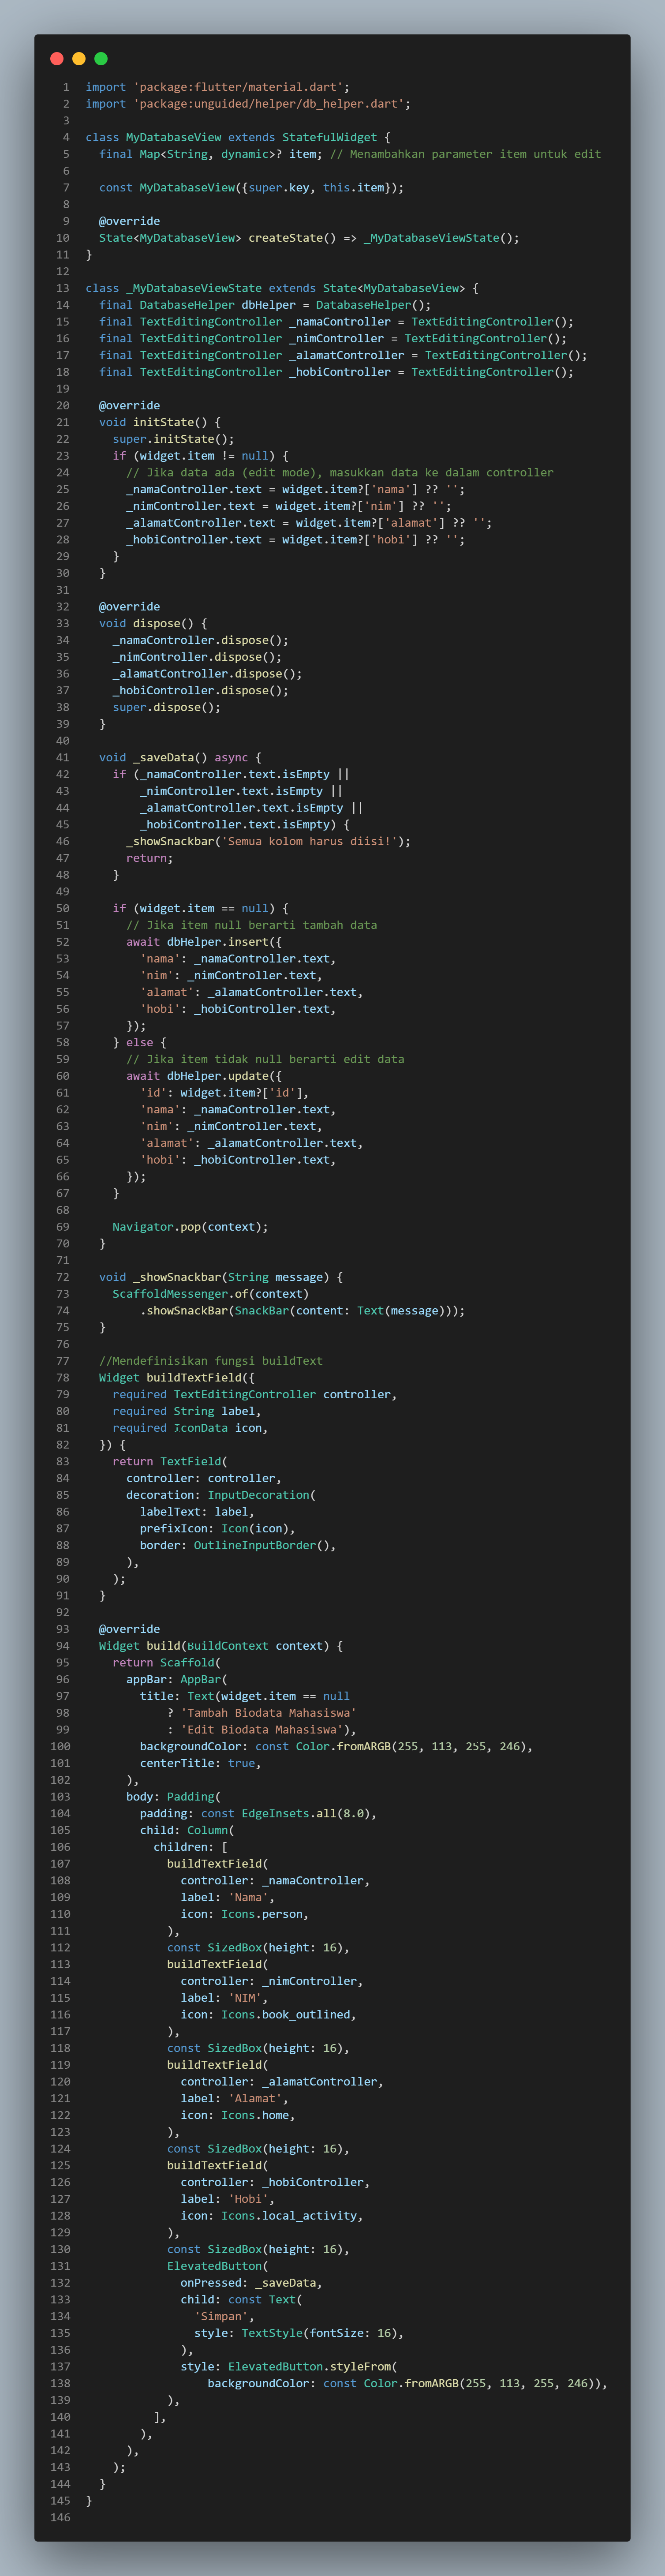 1 import 'package:flutter/material.dart';
2 import 'package:unguided/helper/db_helper.dart';
3
4 class MyDatabaseView extends StatefulWidget {
5   final Map<String, dynamic>? item; // Menambahkan parameter item untuk edit
6
7   const MyDatabaseView({super.key, this.item});
8
9   @override
10   State<MyDatabaseView> createState() => _MyDatabaseViewState();
11 }
12
13 class _MyDatabaseViewState extends State<MyDatabaseView> {
14   final DatabaseHelper dbHelper = DatabaseHelper();
15   final TextEditingController _namaController = TextEditingController();
16   final TextEditingController _nimController = TextEditingController();
17   final TextEditingController _alamatController = TextEditingController();
18   final TextEditingController _hobiController = TextEditingController();
19
20   @override
21   void initState() {
22     super.initState();
23     if (widget.item != null) {
24       // Jika data ada (edit mode), masukkan data ke dalam controller
25       _namaController.text = widget.item?['nama'] ?? '';
26       _nimController.text = widget.item?['nim'] ?? '';
27       _alamatController.text = widget.item?['alamat'] ?? '';
28       _hobiController.text = widget.item?['hobi'] ?? '';
29     }
30   }
31
32   @override
33   void dispose() {
34     _namaController.dispose();
35     _nimController.dispose();
36     _alamatController.dispose();
37     _hobiController.dispose();
38     super.dispose();
39   }
40
41   void _saveData() async {
42     if (_namaController.text.isEmpty ||
43         _nimController.text.isEmpty ||
44         _alamatController.text.isEmpty ||
45         _hobiController.text.isEmpty) {
46       _showSnackbar('Semua kolom harus diisi!');
47       return;
48     }
49
50     if (widget.item == null) {
51       // Jika item null berarti tambah data
52       await dbHelper.insert({
53         'nama': _namaController.text,
54         'nim': _nimController.text,
55         'alamat': _alamatController.text,
56         'hobi': _hobiController.text,
57       });
58     } else {
59       // Jika item tidak null berarti edit data
60       await dbHelper.update({
61         'id': widget.item?['id'],
62         'nama': _namaController.text,
63         'nim': _nimController.text,
64         'alamat': _alamatController.text,
65         'hobi': _hobiController.text,
66       });
67     }
68
69     Navigator.pop(context);
70   }
71
72   void _showSnackbar(String message) {
73     ScaffoldMessenger.of(context)
74         .showSnackBar(SnackBar(content: Text(message)));
75   }
76
77   //Mendefinisikan fungsi buildText
78   Widget buildTextField({
79     required TextEditingController controller,
80     required String label,
81     required IconData icon,
82   }) {
83     return TextField(
84       controller: controller,
85       decoration: InputDecoration(
86         labelText: label,
87         prefixIcon: Icon(icon),
88         border: OutlineInputBorder(),
89       ),
90     );
91   }
92
93   @override
94   Widget build(BuildContext context) {
95     return Scaffold(
96       appBar: AppBar(
97         title: Text(widget.item == null
98             ? 'Tambah Biodata Mahasiswa'
99             : 'Edit Biodata Mahasiswa'),
100         backgroundColor: const Color.fromARGB(255, 113, 255, 246),
101         centerTitle: true,
102       ),
103       body: Padding(
104         padding: const EdgeInsets.all(8.0),
105         child: Column(
106           children: [
107             buildTextField(
108               controller: _namaController,
109               label: 'Nama',
110               icon: Icons.person,
111             ),
112             const SizedBox(height: 16),
113             buildTextField(
114               controller: _nimController,
115               label: 'NIM',
116               icon: Icons.book_outlined,
117             ),
118             const SizedBox(height: 16),
119             buildTextField(
120               controller: _alamatController,
121               label: 'Alamat',
122               icon: Icons.home,
123             ),
124             const SizedBox(height: 16),
125             buildTextField(
126               controller: _hobiController,
127               label: 'Hobi',
128               icon: Icons.local_activity,
129             ),
130             const SizedBox(height: 16),
131             ElevatedButton(
132               onPressed: _saveData,
133               child: const Text(
134                 'Simpan',
135                 style: TextStyle(fontSize: 16),
136               ),
137               style: ElevatedButton.styleFrom(
138                   backgroundColor: const Color.fromARGB(255, 113, 255, 246)),
139             ),
140           ],
141         ),
142       ),
143     );
144   }
145 }
146